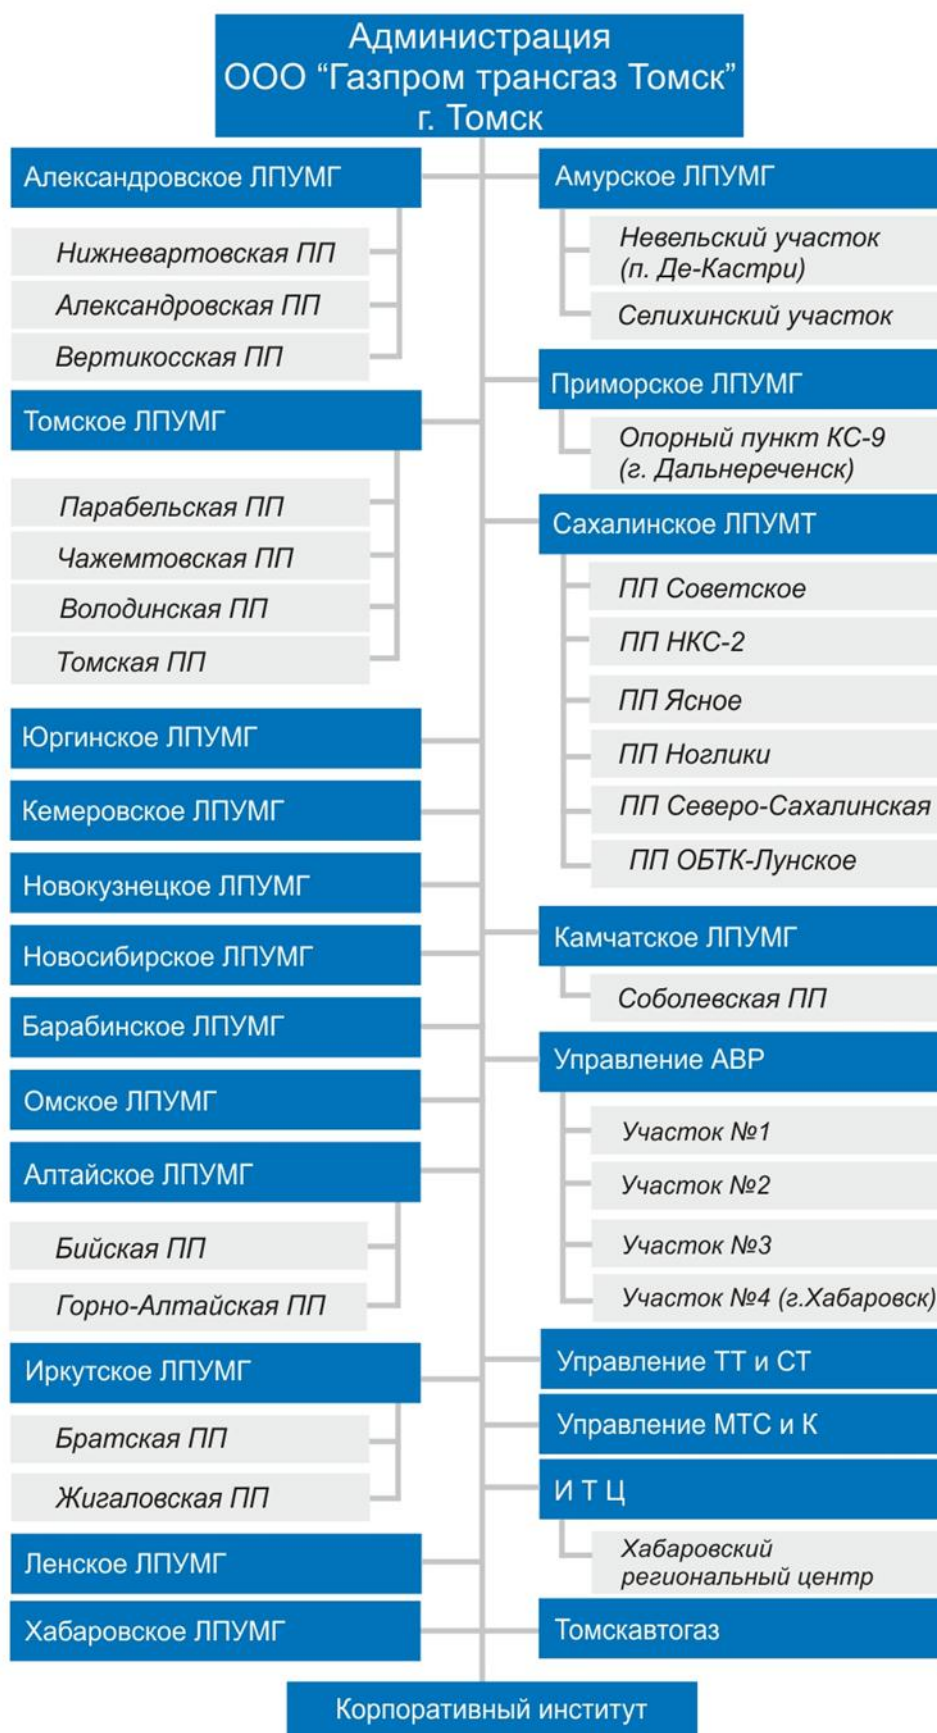 Администрация
ООО “Газпром трансгаз Томск”
г. Томск
Александровское ЛПУМГ
Нижневартовская ПП
Александровская ПП
Вертикосская ПП
Томское ЛПУМГ
Парабельская ПП
Чажемтовская ПП
Володинская ПП
Томская ПП
Юргинское ЛПУМГ
Кемеровское ЛПУМГ
Новокузнецкое ЛПУМГ
Новосибирское ЛПУМГ
Барабинское ЛПУМГ
Омское ЛПУМГ
Алтайское ЛПУМГ
Бийская ПП
Горно-Алтайская ПП
Иркутское ЛПУМГ
Братская ПП
Жигаловская ПП
Ленское ЛПУМГ
Хабаровское ЛПУМГ
Амурское ЛПУМГ
Невельский участок
(п. Де-Кастри)
Селихинский участок
Приморское ЛПУМГ
Опорный пункт КС-9
(г. Дальнереченск)
Сахалинское ЛПУМТ
ПП Советское
ПП НКС-2
ПП Ясное
ПП Ноглики
ПП Северо-Сахалинская
ПП ОБТК-Лунское
Камчатское ЛПУМГ
Соболевская ПП
Управление АВР
Участок №1
Участок №2
Участок №3
Участок №4 (г.Хабаровск)
Управление ТТ и СТ
Управление МТС и К
И Т Ц
Хабаровский
региональный центр
Томскавтогаз
Корпоративный институт